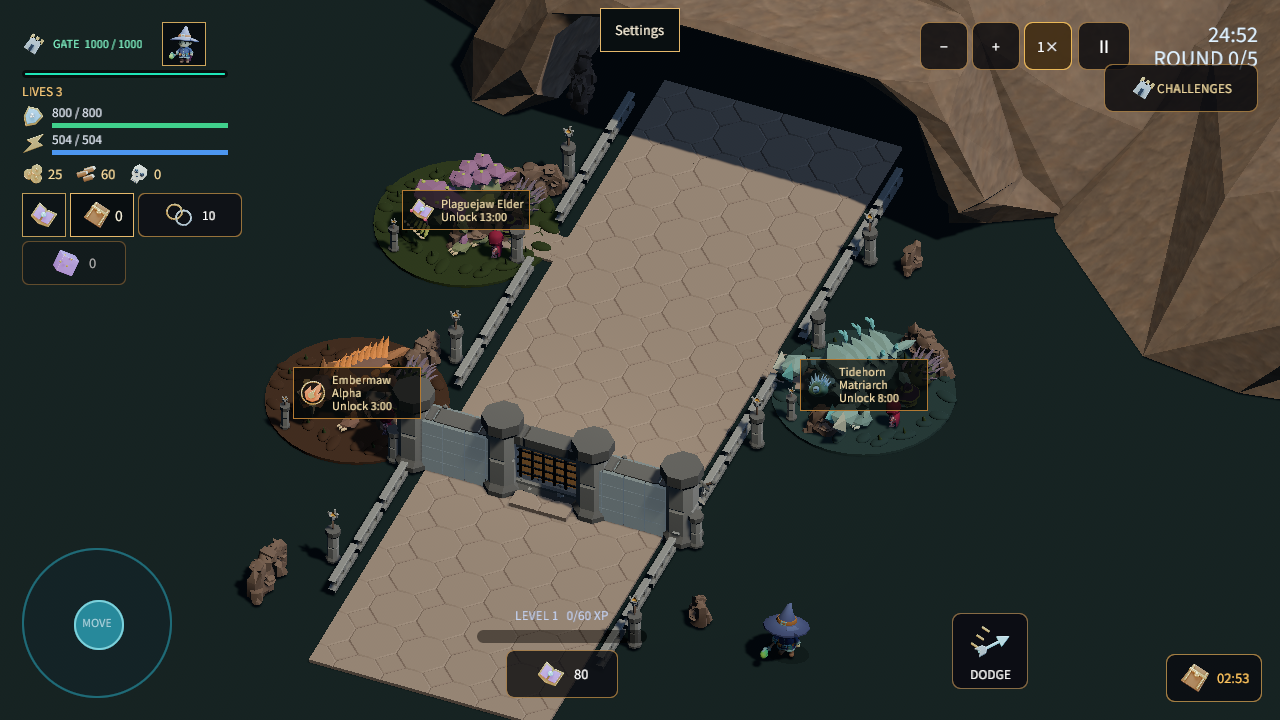 GATE 1000 / 1000
Settings
−
+
1×
24:52
ROUND 0/5
CHALLENGES
LIVES 3
800 / 800
504 / 504
25
60
0
0
10
0
Plaguejaw Elder
Unlock 13:00
Embermaw
Alpha
Unlock 3:00
Tidehorn
Matriarch
Unlock 8:00
MOVE
LEVEL 1 0/60 XP
80
DODGE
02:53